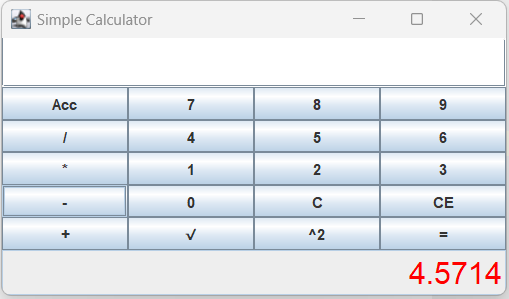 Simple Calculator
Acc 7 8 9
/ 4 5 6
* 1 2 3
- 0 C CE
+ √ ^2 =
4.5714